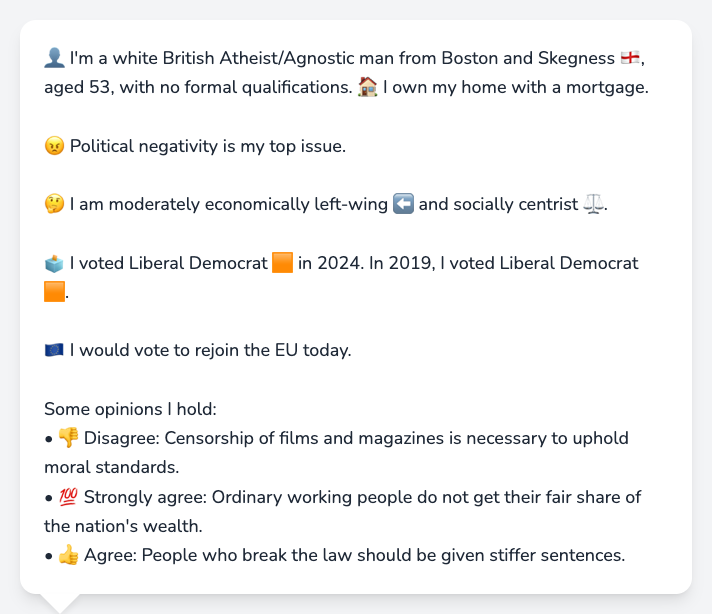 👤 I'm a white British Atheist/Agnostic man from Boston and Skegness 🏴󠁧󠁢󠁥󠁮󠁧󠁿,
aged 53, with no formal qualifications. 🏠 I own my home with a mortgage.
😠 Political negativity is my top issue.
🤔 I am moderately economically left-wing ⬅️ and socially centrist ⚖️.
🗳️ I voted Liberal Democrat 🟧 in 2024. In 2019, I voted Liberal Democrat
🟧.
🇪🇺 I would vote to rejoin the EU today.
Some opinions I hold:
• 👎 Disagree: Censorship of films and magazines is necessary to uphold
moral standards.
• 💯 Strongly agree: Ordinary working people do not get their fair share of
the nation's wealth.
• 👍 Agree: People who break the law should be given stiffer sentences.